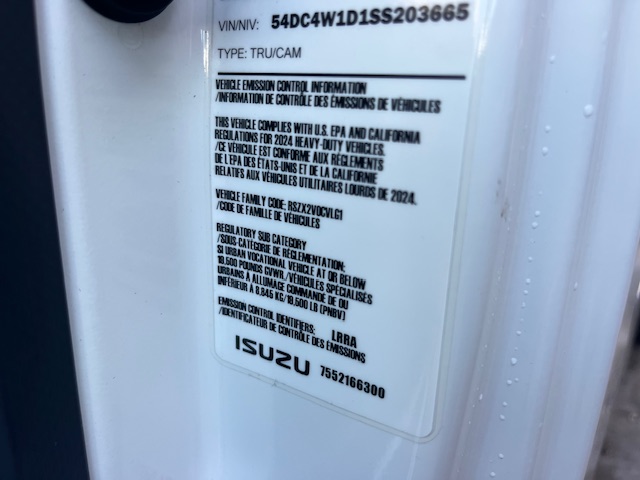 VIN/NIV: 54DC4W1D1SS203665
TYPE: TRU/CAM
VEHICLE EMISSION CONTROL INFORMATION
/INFORMATION DE CONTRÔLE DES ÉMISSIONS DE VÉHICULES
THIS VEHICLE COMPLIES WITH U.S. EPA AND CALIFORNIA
REGULATIONS FOR 2024 HEAVY-DUTY VEHICLES.
/CE VÉHICULE EST CONFORME AUX RÈGLEMENTS
DE L'EPA DES ÉTATS-UNIS ET DE LA CALIFORNIE
RELATIFS AUX VÉHICULES UTILITAIRES LOURDS DE 2024.
VEHICLE FAMILY CODE: RSZX2VOCVLG1
/CODE DE FAMILLE DE VÉHICULES
REGULATORY SUB CATEGORY
/SOUS-CATÉGORIE DE RÉGLEMENTATION:
SI URBAN VOCATIONAL VEHICLE AT OR BELOW
19,500 POUNDS GVWR/VÉHICULES SPÉCIALISÉS
URBAINS À ALLUMAGE COMMANDÉ DE OU
INFÉRIEUR À 8,845 KG/19,500 LB (PNBV)
EMISSION CONTROL IDENTIFIERS: LRRA
/IDENTIFICATEUR DE CONTRÔLE DES ÉMISSIONS
ISUZU 7552166300